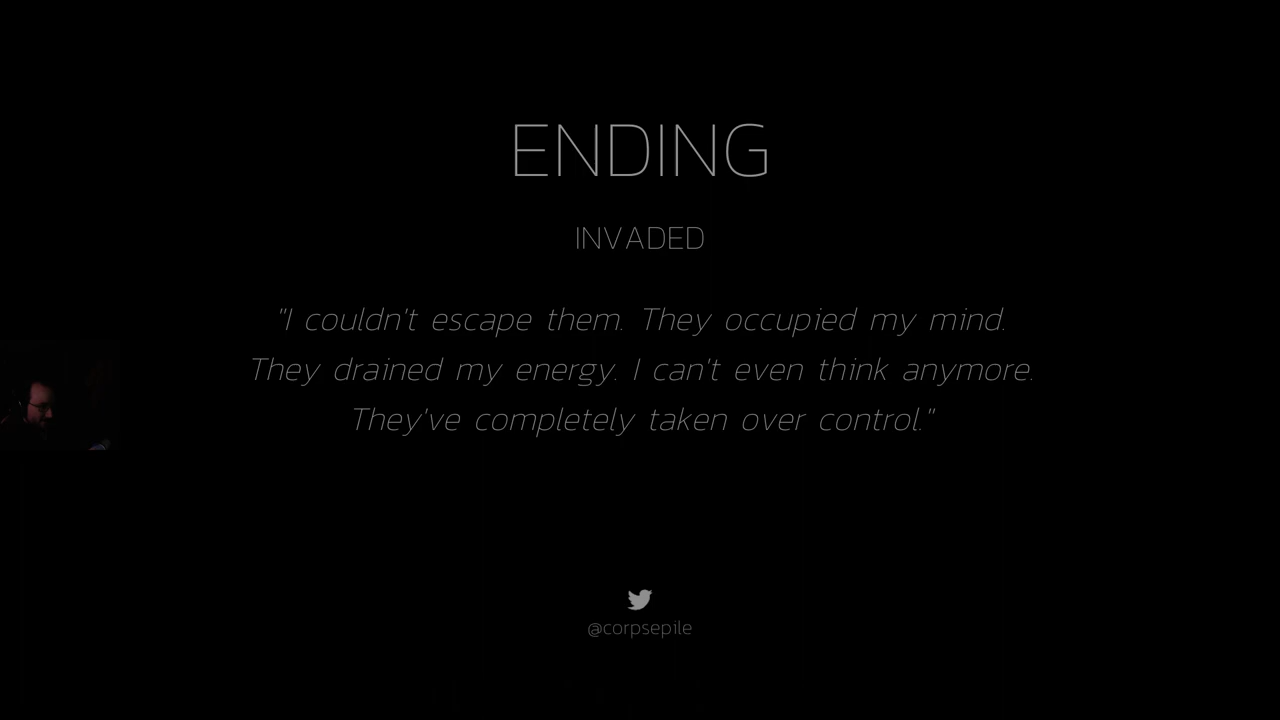 ENDING
INVADED
"I couldn't escape them. They occupied my mind.
They drained my energy. I can't even think anymore.
They've completely taken over control."
@corpsepile